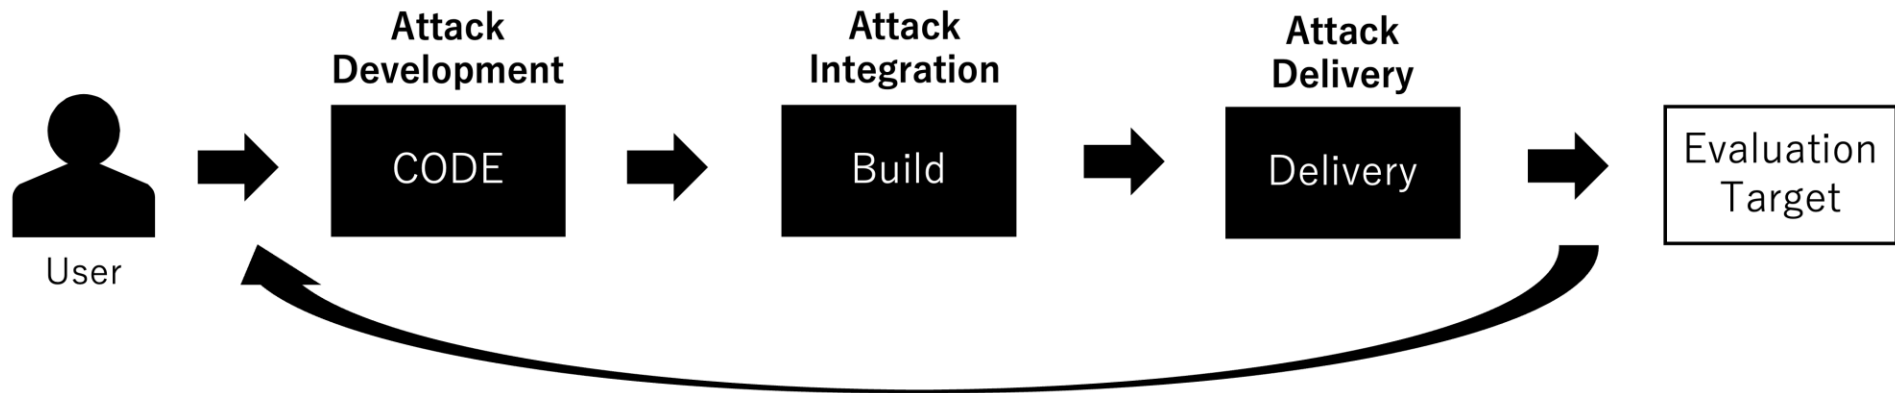 Attack
Development
Attack
Integration
Attack
Delivery
CODE
Build
Delivery
Evaluation
Target
User